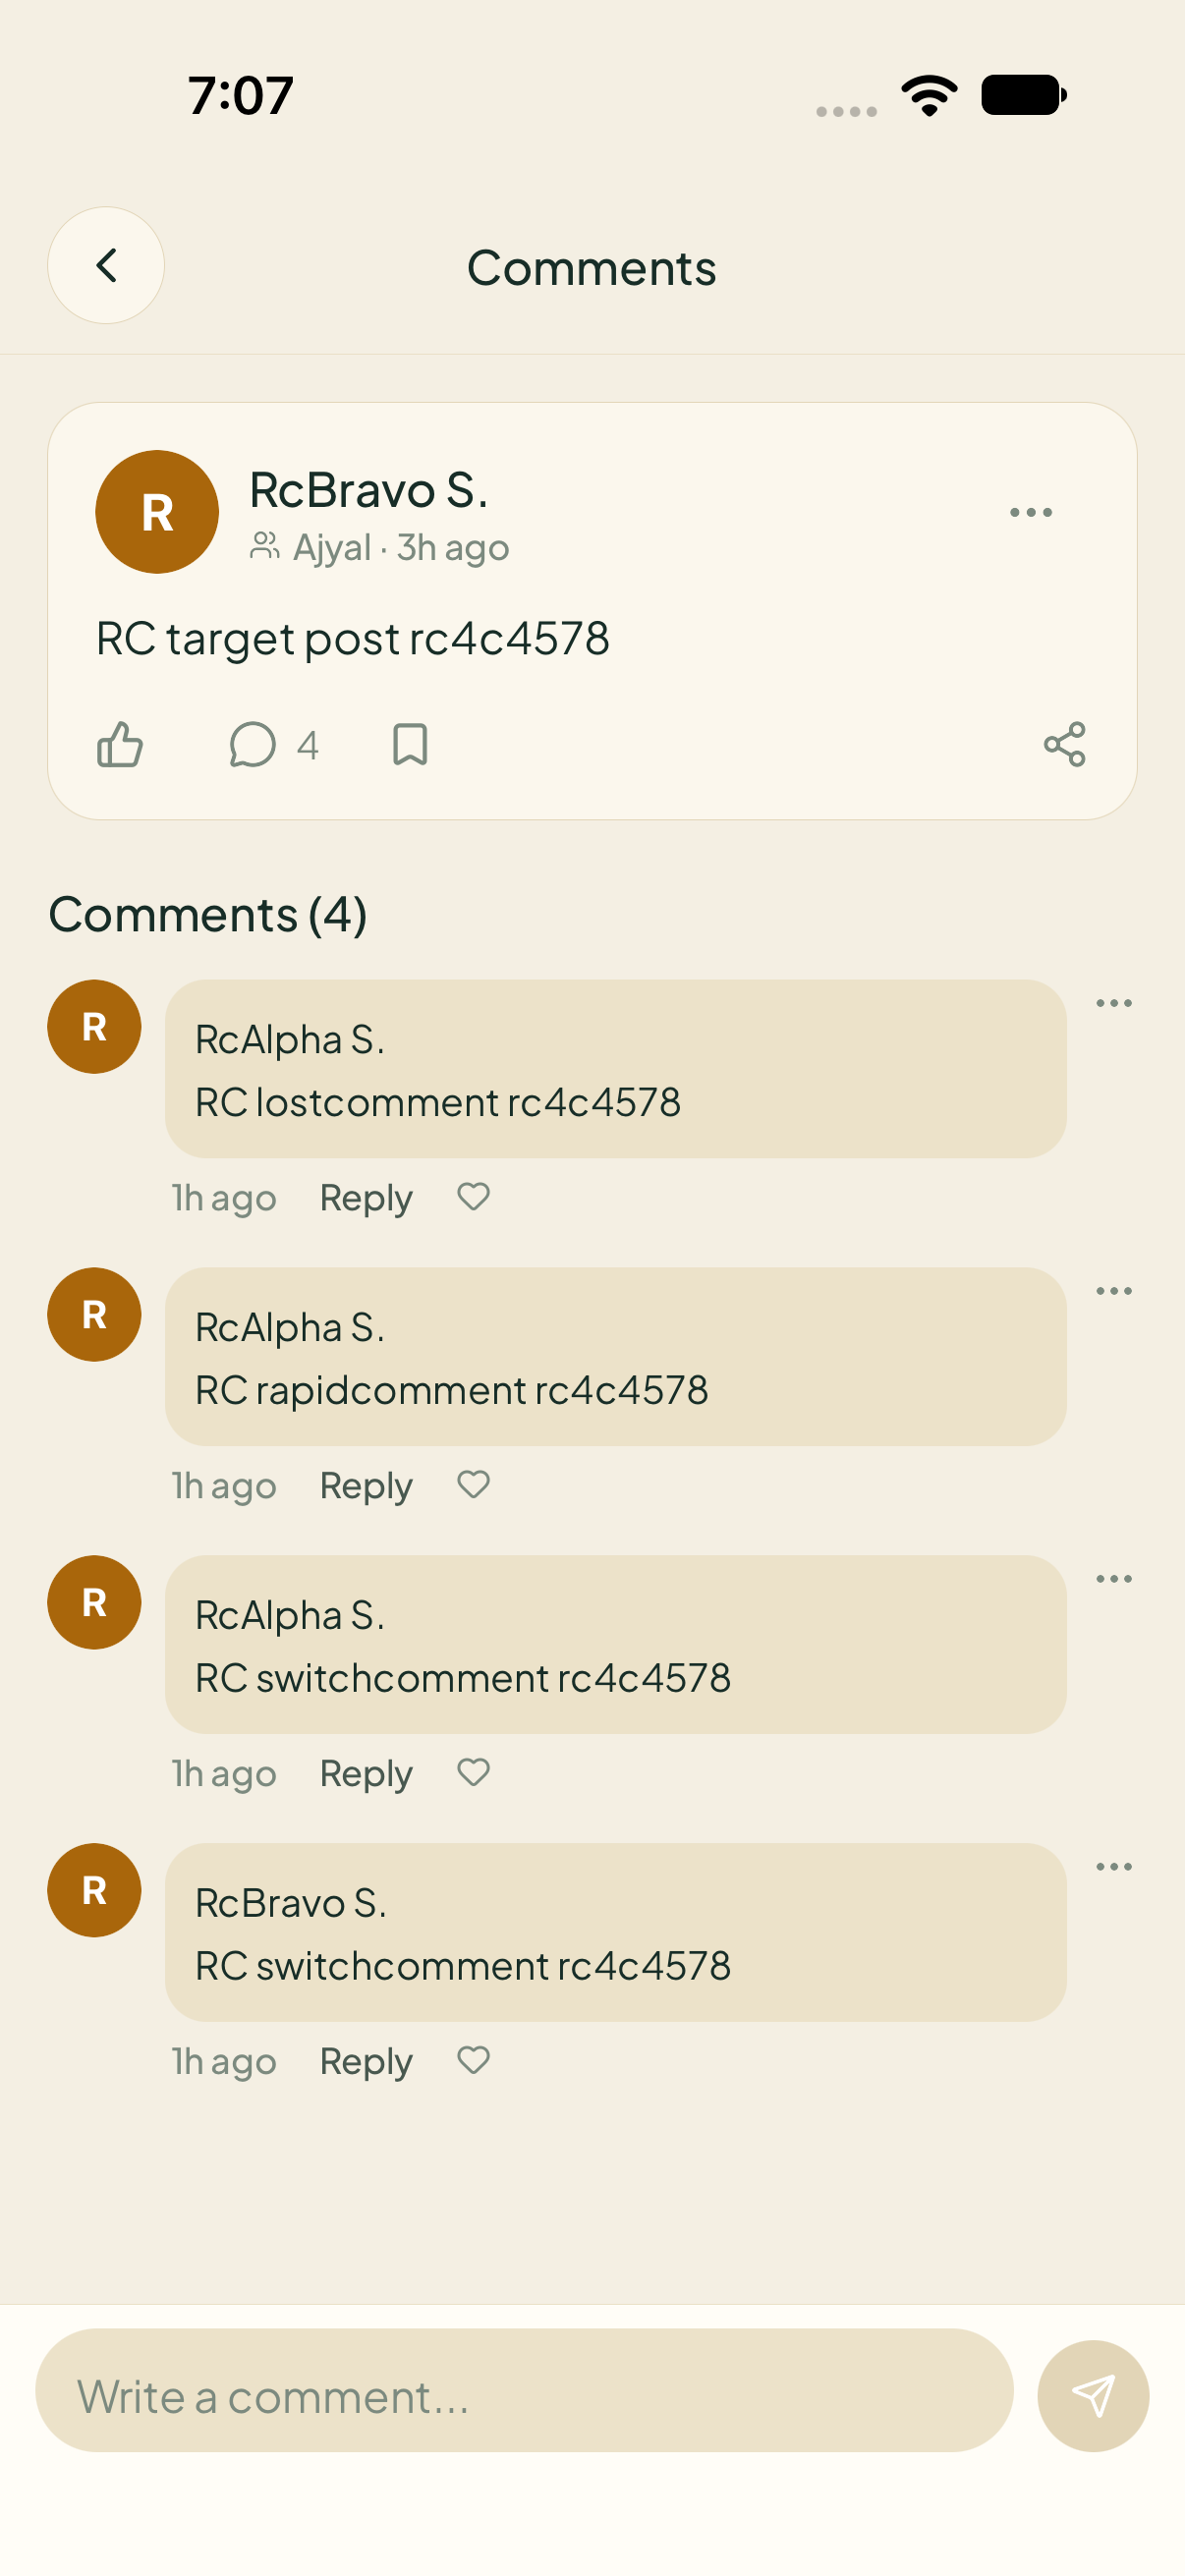 7:07
Comments
R
RcBravo S.
Ajyal · 3h ago
RC target post rc4c4578
4
Comments (4)
R
RcAlpha S.
RC lostcomment rc4c4578
1h ago Reply
R
RcAlpha S.
RC rapidcomment rc4c4578
1h ago Reply
R
RcAlpha S.
RC switchcomment rc4c4578
1h ago Reply
R
RcBravo S.
RC switchcomment rc4c4578
1h ago Reply
Write a comment...